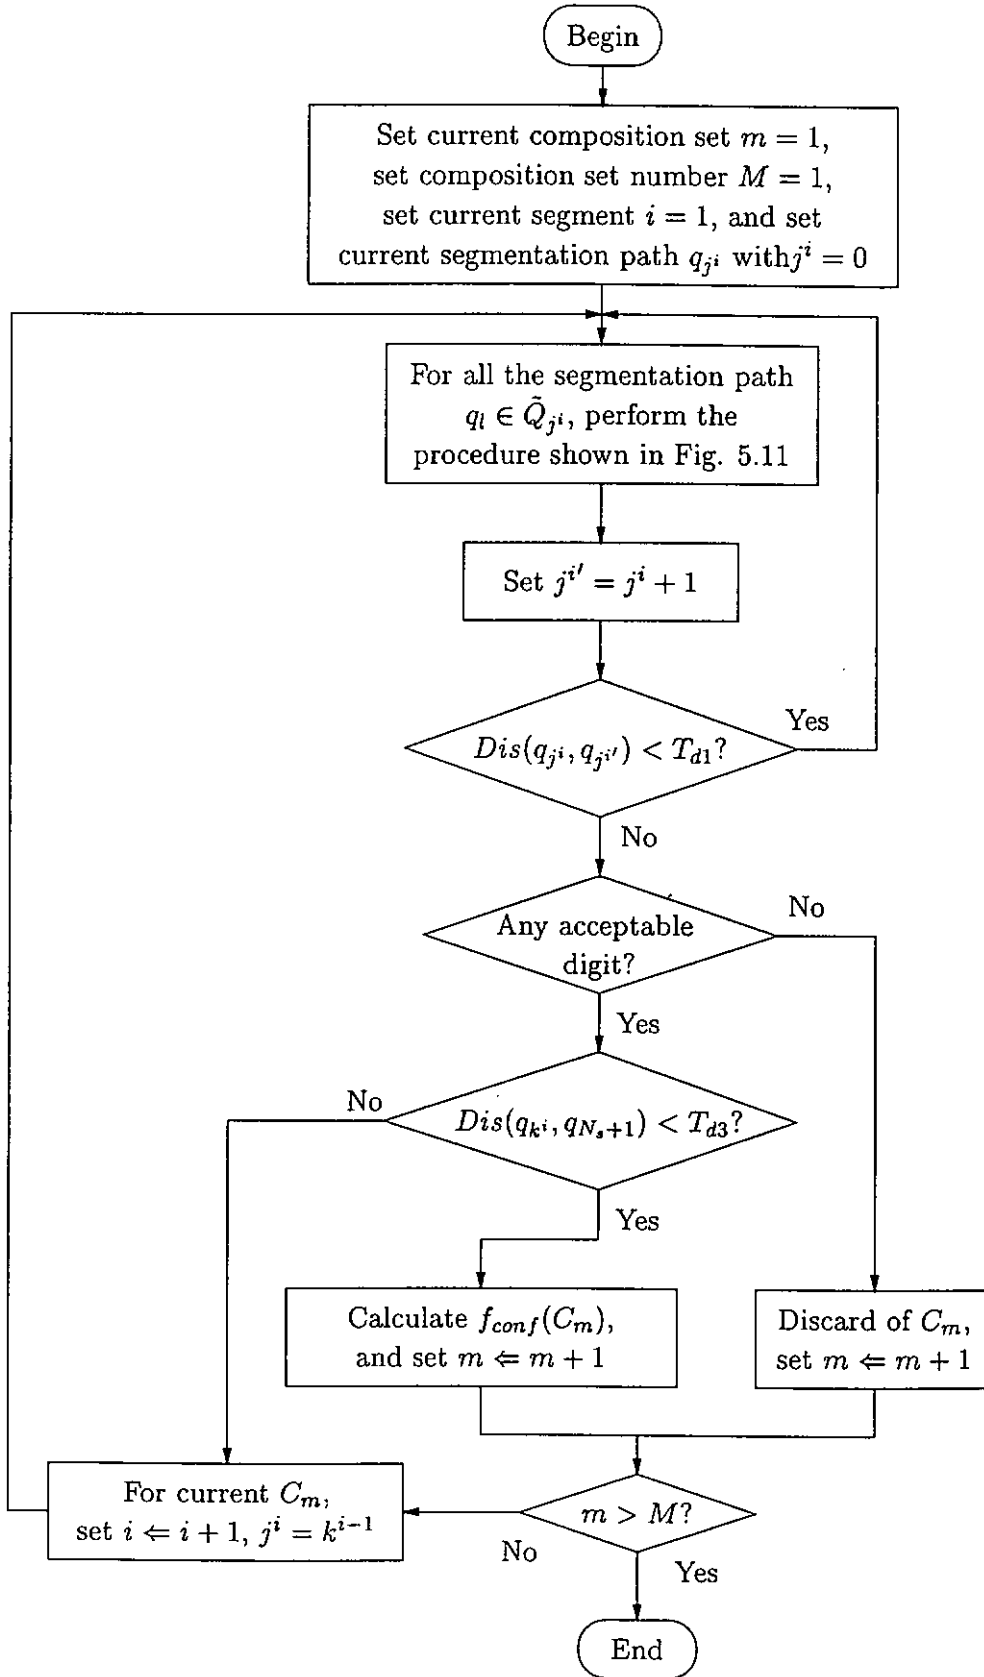 Begin
Set current composition set m = 1,
set composition set number M = 1,
set current segment i = 1, and set
current segmentation path q_{j^i} with j^i = 0
For all the segmentation path
q_l ∈ Q̃_{j^i}, perform the
procedure shown in Fig. 5.11
Set j^{i'} = j^i + 1
Dis(q_{j^i}, q_{j^{i'}}) < T_{d1}?
Yes
No
Any acceptable
digit?
No
Yes
Dis(q_{k^i}, q_{N_s+1}) < T_{d3}?
No
Yes
Calculate f_{conf}(C_m),
and set m ⇐ m + 1
Discard of C_m,
set m ⇐ m + 1
For current C_m,
set i ⇐ i + 1, j^i = k^{i−1}
m > M?
No
Yes
End